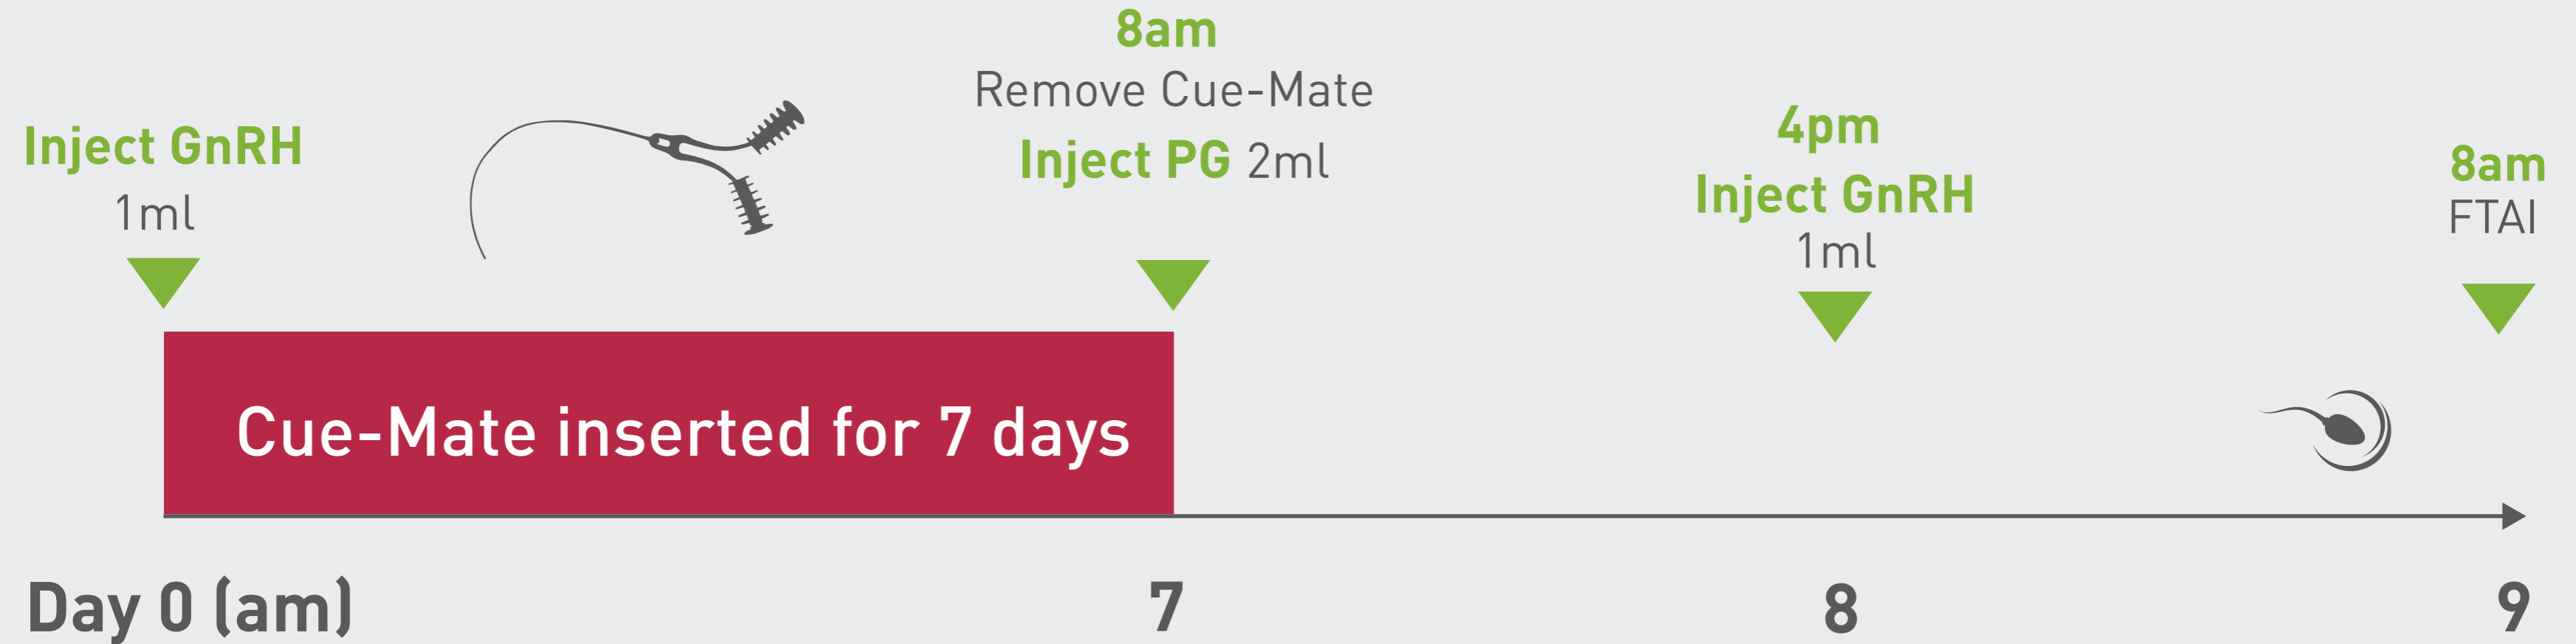 Inject GnRH
1ml
8am
Remove Cue-Mate
Inject PG 2ml
4pm
Inject GnRH
1ml
8am
FTAI
Cue-Mate inserted for 7 days
Day 0 (am)
7
8
9